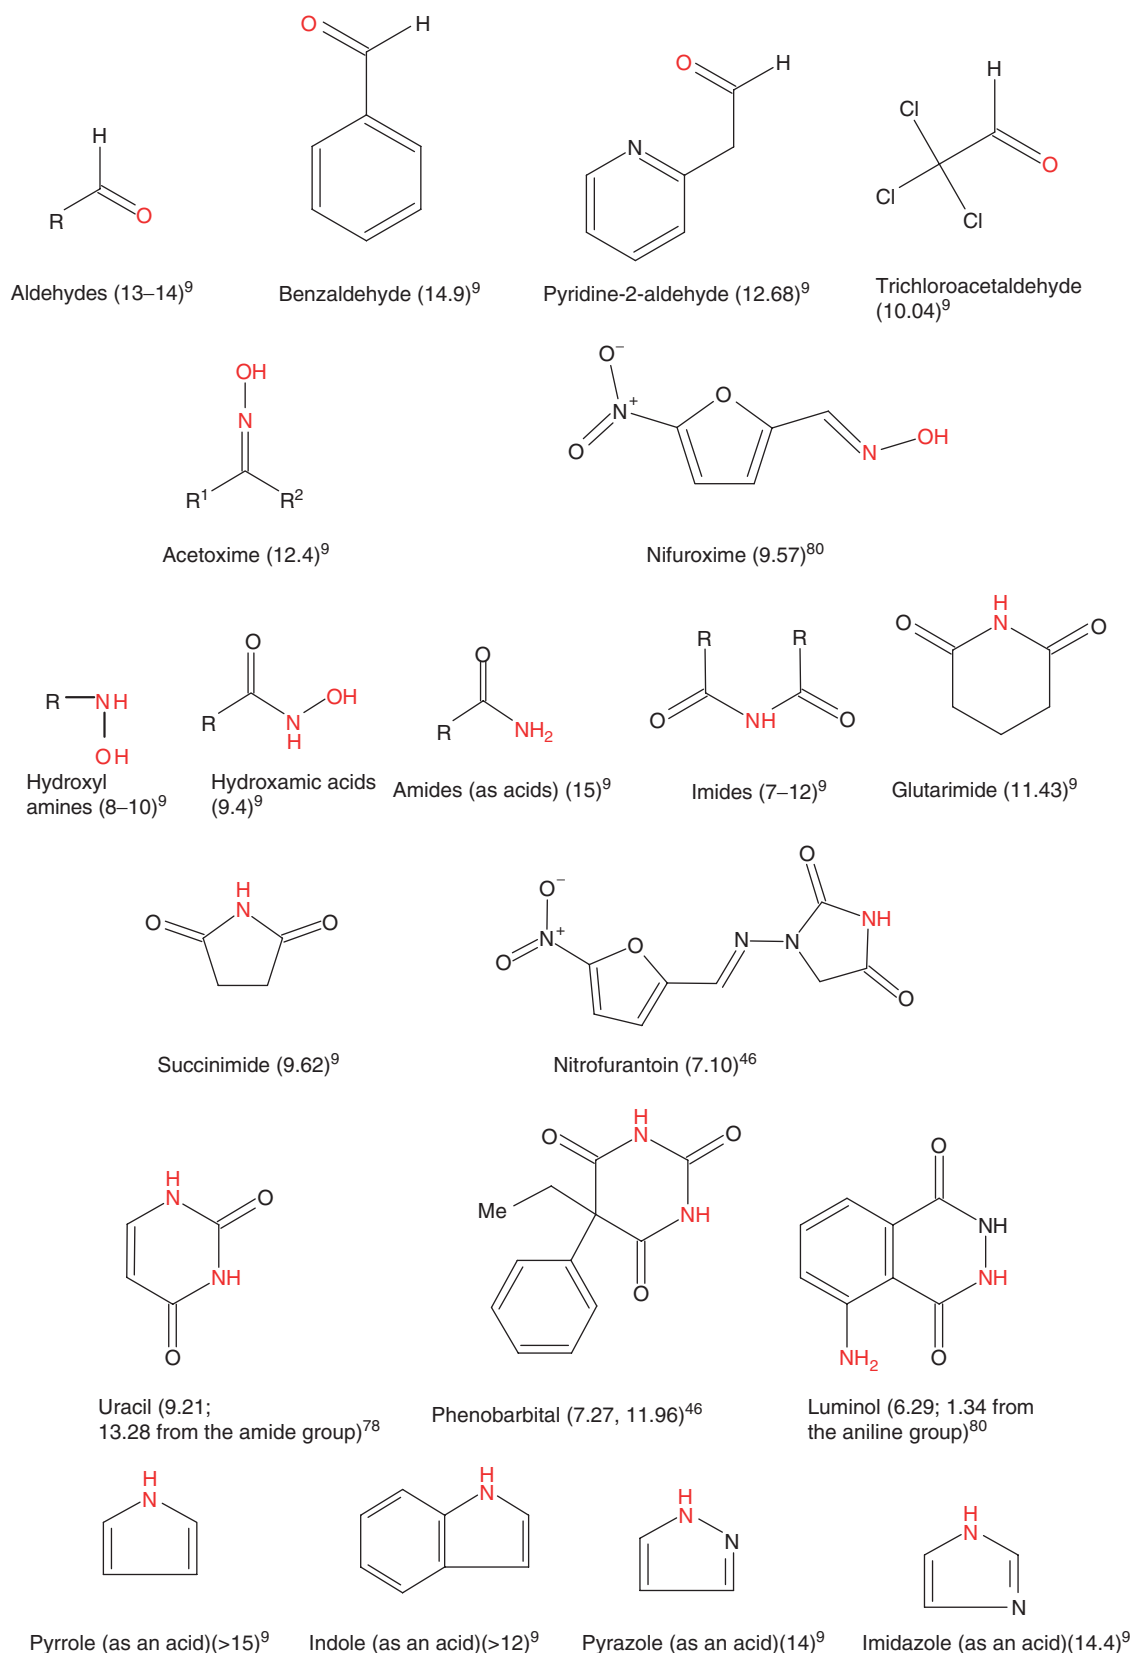 O H
O H
H
Cl
O
Cl
Cl
N
H
R O
Aldehydes (13–14)⁹
Benzaldehyde (14.9)⁹
Pyridine-2-aldehyde (12.68)⁹
Trichloroacetaldehyde
(10.04)⁹
OH
N
R¹ R²
O⁻
N⁺
O
O
N
OH
Acetoxime (12.4)⁹
Nifuroxime (9.57)⁸⁰
R NH
OH
O
R
N
H
OH
O
R NH₂
R R
O NH O
H
N
O O
Hydroxyl
amines (8–10)⁹
Hydroxamic acids
(9.4)⁹
Amides (as acids) (15)⁹
Imides (7–12)⁹
Glutarimide (11.43)⁹
H
N
O O
O⁻
N⁺
O
O
N
N
O
NH
O
Succinimide (9.62)⁹
Nitrofurantoin (7.10)⁴⁶
H
N
O
NH
O
H
N
O O
Me
NH
O
O
NH
NH
NH₂
O
Uracil (9.21;
13.28 from the amide group)⁷⁸
Phenobarbital (7.27, 11.96)⁴⁶
Luminol (6.29; 1.34 from
the aniline group)⁸⁰
H
N
H
N
H
N
N
H
N
N
Pyrrole (as an acid)(>15)⁹
Indole (as an acid)(>12)⁹
Pyrazole (as an acid)(14)⁹
Imidazole (as an acid)(14.4)⁹